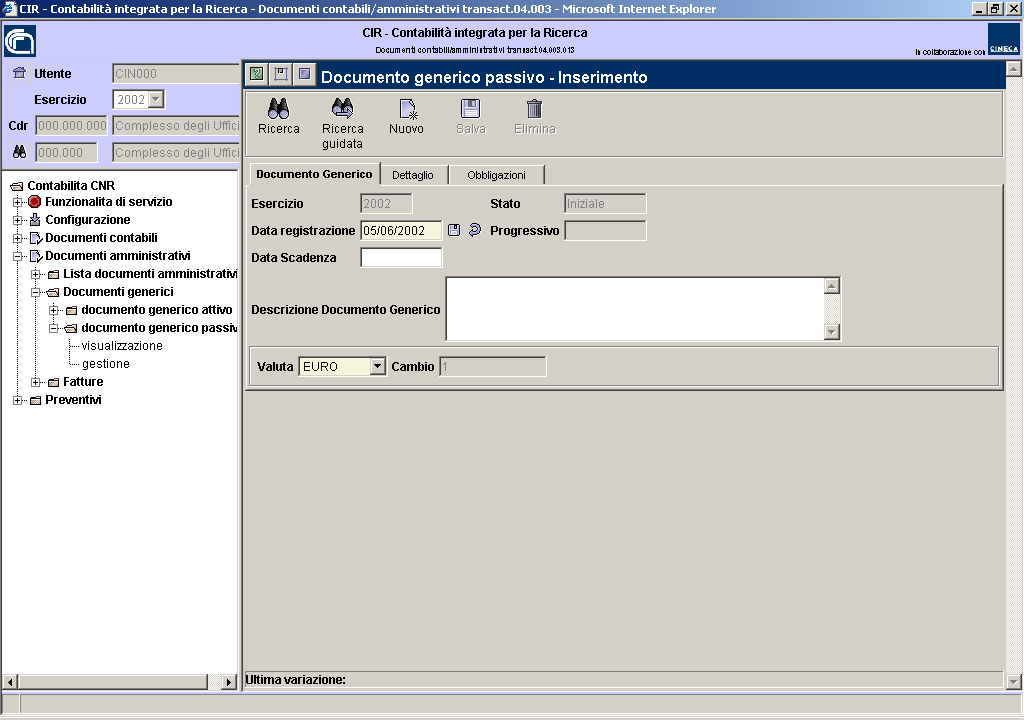 CIR - Contabilità integrata per la Ricerca - Documenti contabili/amministrativi transact.04.003 - Microsoft Internet Explorer
CIR - Contabilità integrata per la Ricerca
Documenti contabili/amministrativi transact.04.003.013
In collaborazione con
CINECA
Utente CIN000
Esercizio 2002
Cdr 000.000.000 Complesso degli Uffici
000.000 Complesso degli Uffici
Contabilita CNR
Funzionalita di servizio
Configurazione
Documenti contabili
Documenti amministrativi
Lista documenti amministrativi
Documenti generici
documento generico attivo
documento generico passiv
visualizzazione
gestione
Fatture
Preventivi
Documento generico passivo - Inserimento
Ricerca
Ricerca guidata
Nuovo
Salva
Elimina
Documento Generico Dettaglio Obbligazioni
Esercizio 2002 Stato Iniziale
Data registrazione 05/06/2002 Progressivo
Data Scadenza
Descrizione Documento Generico
Valuta EURO Cambio 1
Ultima variazione: